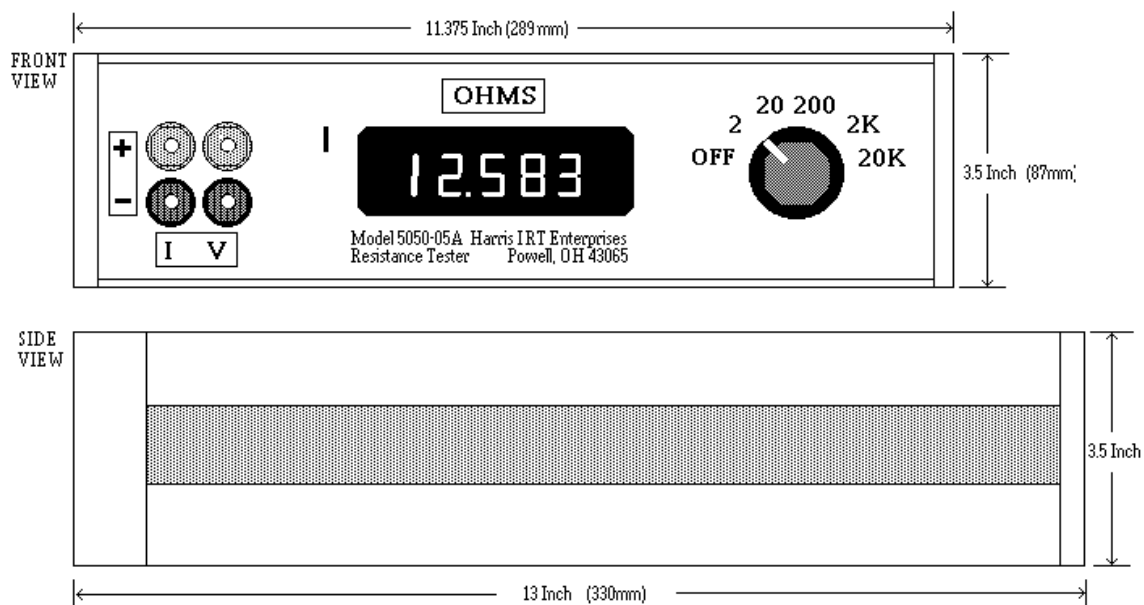 11.375 Inch (289 mm)
FRONT
VIEW
OHMS
+
-
I V
12.583
OFF 2 20 200 2K 20K
3.5 Inch (87mm)
Model 5050-05A Harris IRT Enterprises
Resistance Tester Powell, OH 43065
SIDE
VIEW
3.5 Inch
13 Inch (330mm)